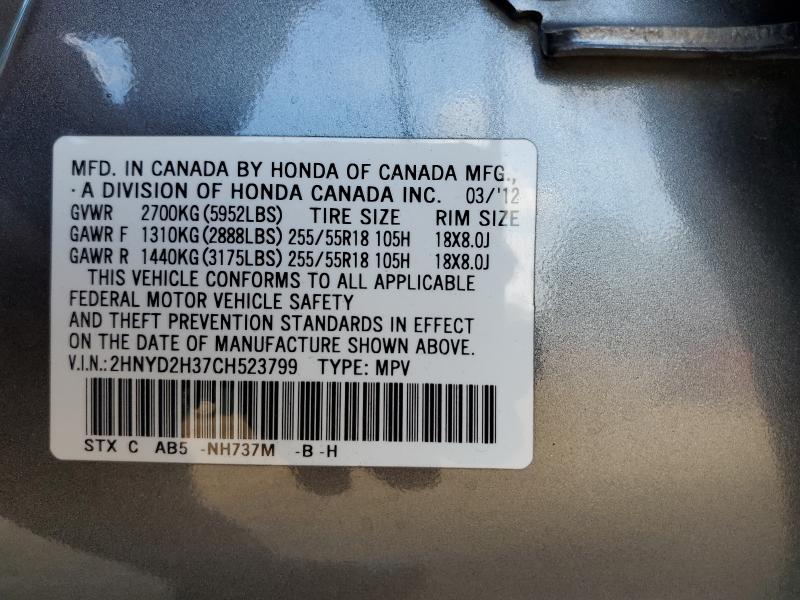 MFD. IN CANADA BY HONDA OF CANADA MFG.,
·A DIVISION OF HONDA CANADA INC. 03/'12
GVWR 2700KG(5952LBS) TIRE SIZE RIM SIZE
GAWR F 1310KG(2888LBS) 255/55R18 105H 18X8.0J
GAWR R 1440KG(3175LBS) 255/55R18 105H 18X8.0J
THIS VEHICLE CONFORMS TO ALL APPLICABLE
FEDERAL MOTOR VEHICLE SAFETY
AND THEFT PREVENTION STANDARDS IN EFFECT
ON THE DATE OF MANUFACTURE SHOWN ABOVE.
V.I.N.:2HNYD2H37CH523799 TYPE: MPV
STX C AB5 -NH737M -B -H